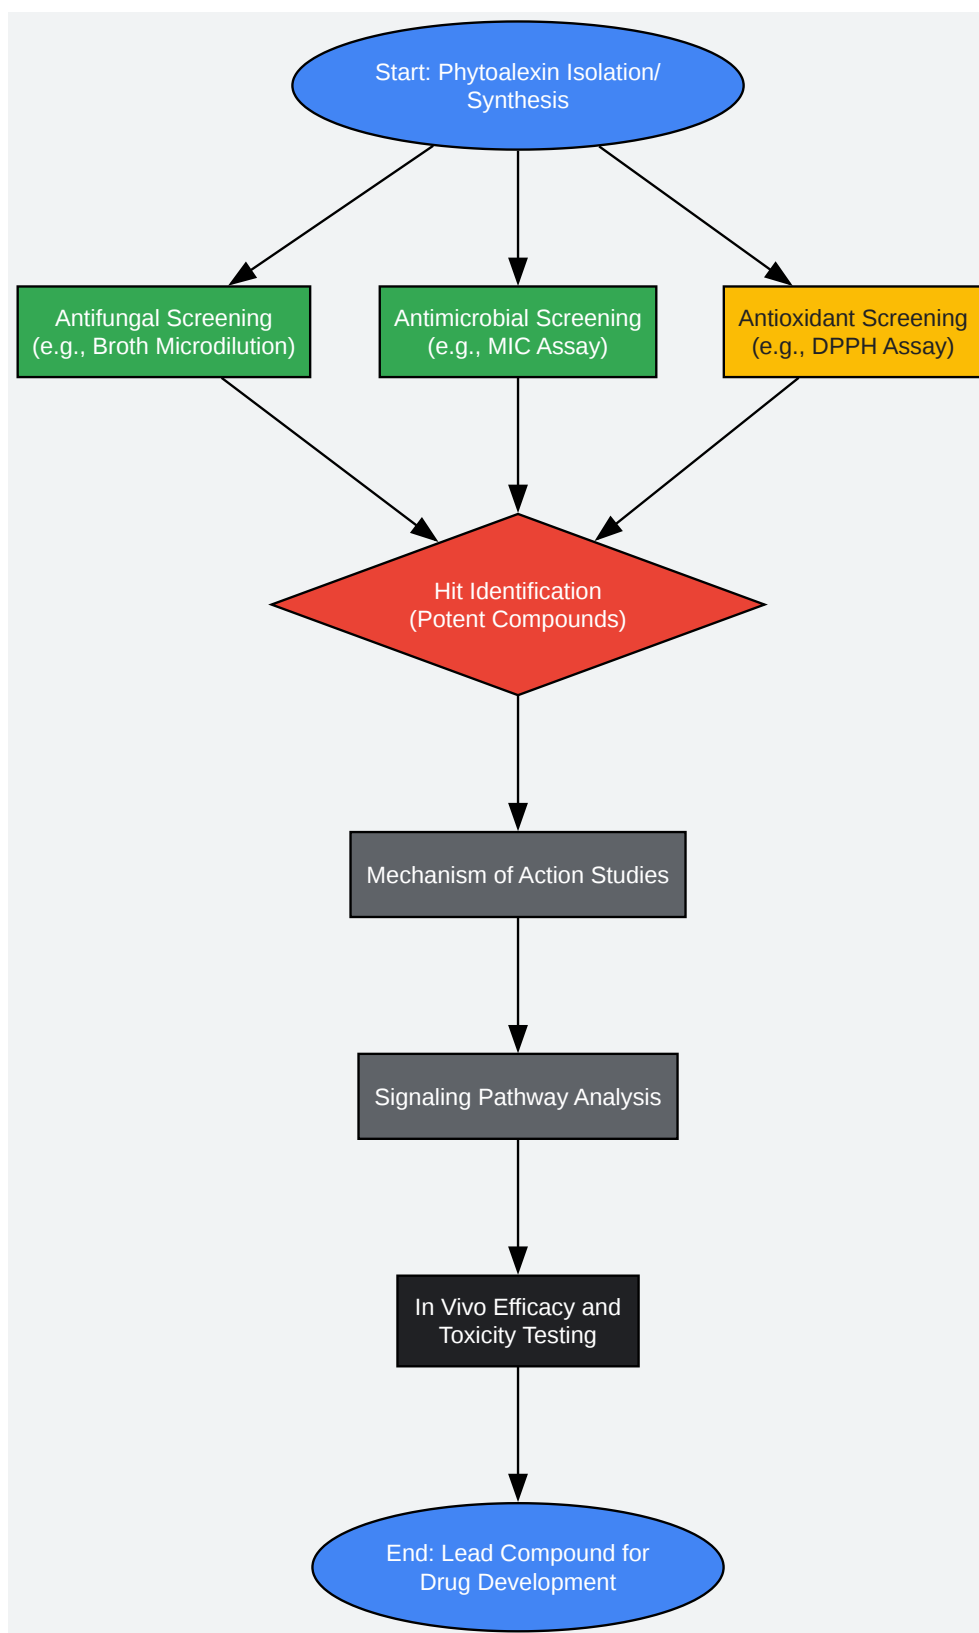 Start: Phytoalexin Isolation/
Synthesis
Antifungal Screening
(e.g., Broth Microdilution)
Antimicrobial Screening
(e.g., MIC Assay)
Antioxidant Screening
(e.g., DPPH Assay)
Hit Identification
(Potent Compounds)
Mechanism of Action Studies
Signaling Pathway Analysis
In Vivo Efficacy and
Toxicity Testing
End: Lead Compound for
Drug Development